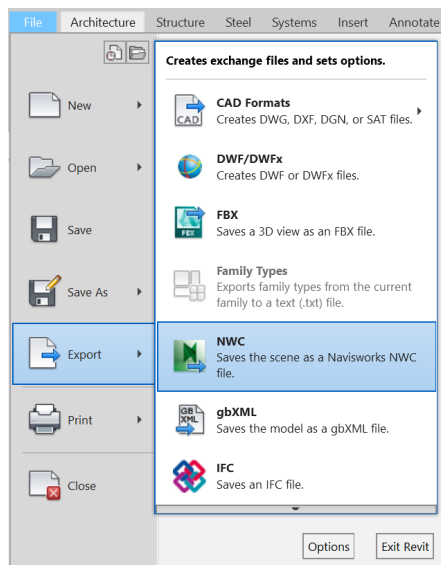 File Architecture Structure Steel Systems Insert Annotate
Creates exchange files and sets options.
New
Open
Save
Save As
Export
Print
Close
CAD
CAD Formats
Creates DWG, DXF, DGN, or SAT files.
DWF/DWFx
Creates DWF or DWFx files.
FBX
FBX
Saves a 3D view as an FBX file.
Family Types
Exports family types from the current
family to a text (.txt) file.
NWC
Saves the scene as a Navisworks NWC
file.
GB
XML
gbXML
Saves the model as a gbXML file.
IFC
Saves an IFC file.
Options Exit Revit